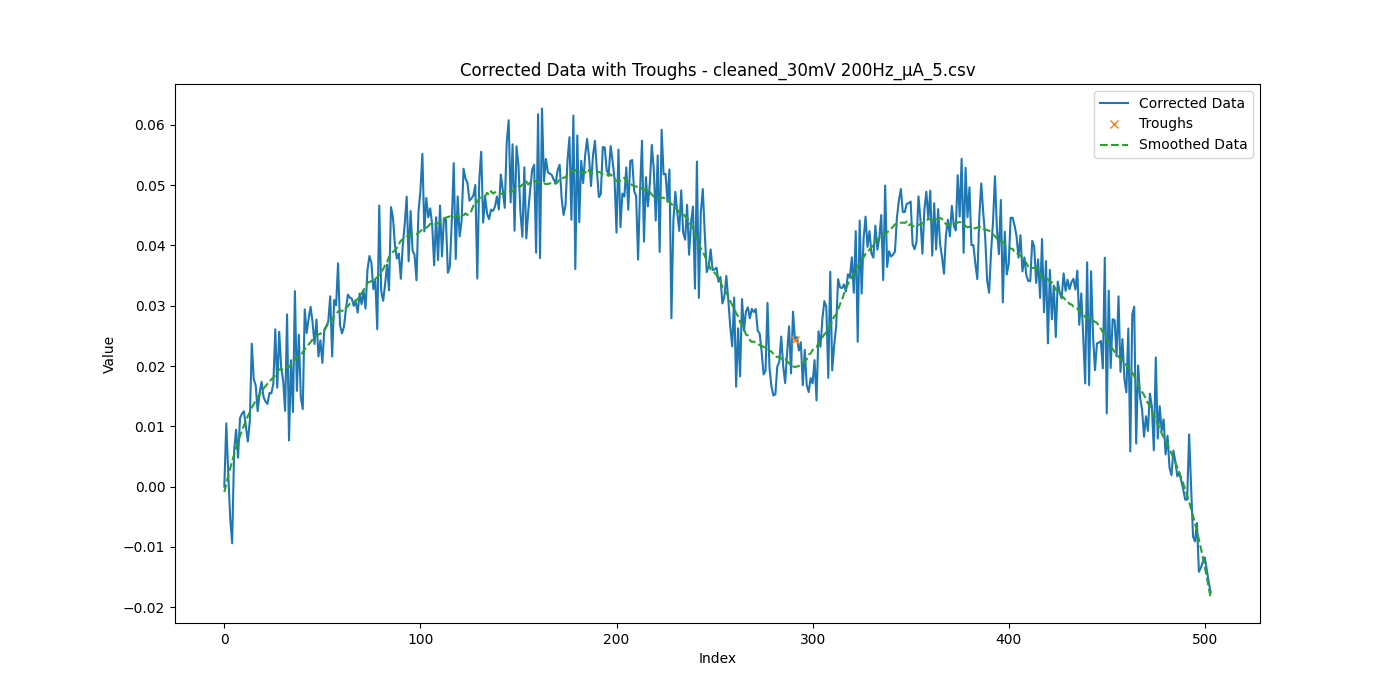 Corrected Data with Troughs - cleaned_30mV 200Hz_μA_5.csv
Corrected Data
Troughs
Smoothed Data
Value
0.06
0.05
0.04
0.03
0.02
0.01
0.00
−0.01
−0.02
0 100 200 300 400 500
Index